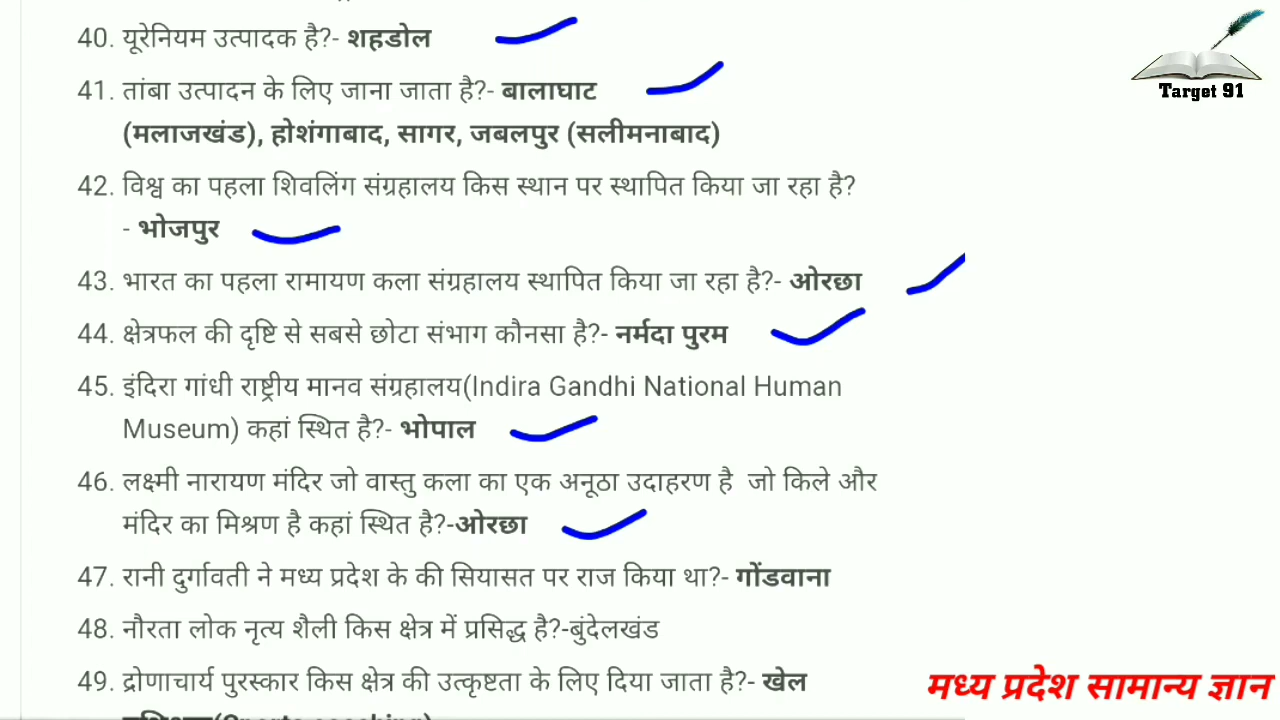 40. यूरेनियम उत्पादक है?- शहडोल
41. तांबा उत्पादन के लिए जाना जाता है?- बालाघाट
(मलाजखंड), होशंगाबाद, सागर, जबलपुर (सलीमनाबाद)
42. विश्व का पहला शिवलिंग संग्रहालय किस स्थान पर स्थापित किया जा रहा है?
- भोजपुर
43. भारत का पहला रामायण कला संग्रहालय स्थापित किया जा रहा है?- ओरछा
44. क्षेत्रफल की दृष्टि से सबसे छोटा संभाग कौनसा है?- नर्मदा पुरम
45. इंदिरा गांधी राष्ट्रीय मानव संग्रहालय(Indira Gandhi National Human
Museum) कहां स्थित है?- भोपाल
46. लक्ष्मी नारायण मंदिर जो वास्तु कला का एक अनूठा उदाहरण है जो किले और
मंदिर का मिश्रण है कहां स्थित है?-ओरछा
47. रानी दुर्गावती ने मध्य प्रदेश के की सियासत पर राज किया था?- गोंडवाना
48. नौरता लोक नृत्य शैली किस क्षेत्र में प्रसिद्ध है?-बुंदेलखंड
49. द्रोणाचार्य पुरस्कार किस क्षेत्र की उत्कृष्टता के लिए दिया जाता है?- खेल
Target 91
मध्य प्रदेश सामान्य ज्ञान